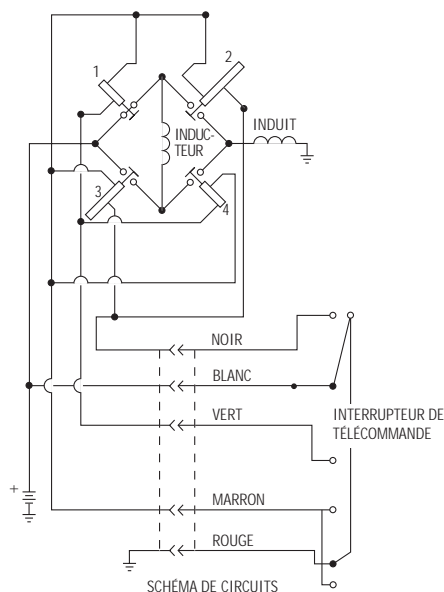 1
2
INDUC-
TEUR
INDUIT
3
4
NOIR
BLANC
VERT
INTERRUPTEUR DE
TÉLÉCOMMANDE
+
MARRON
ROUGE
SCHÉMA DE CIRCUITS